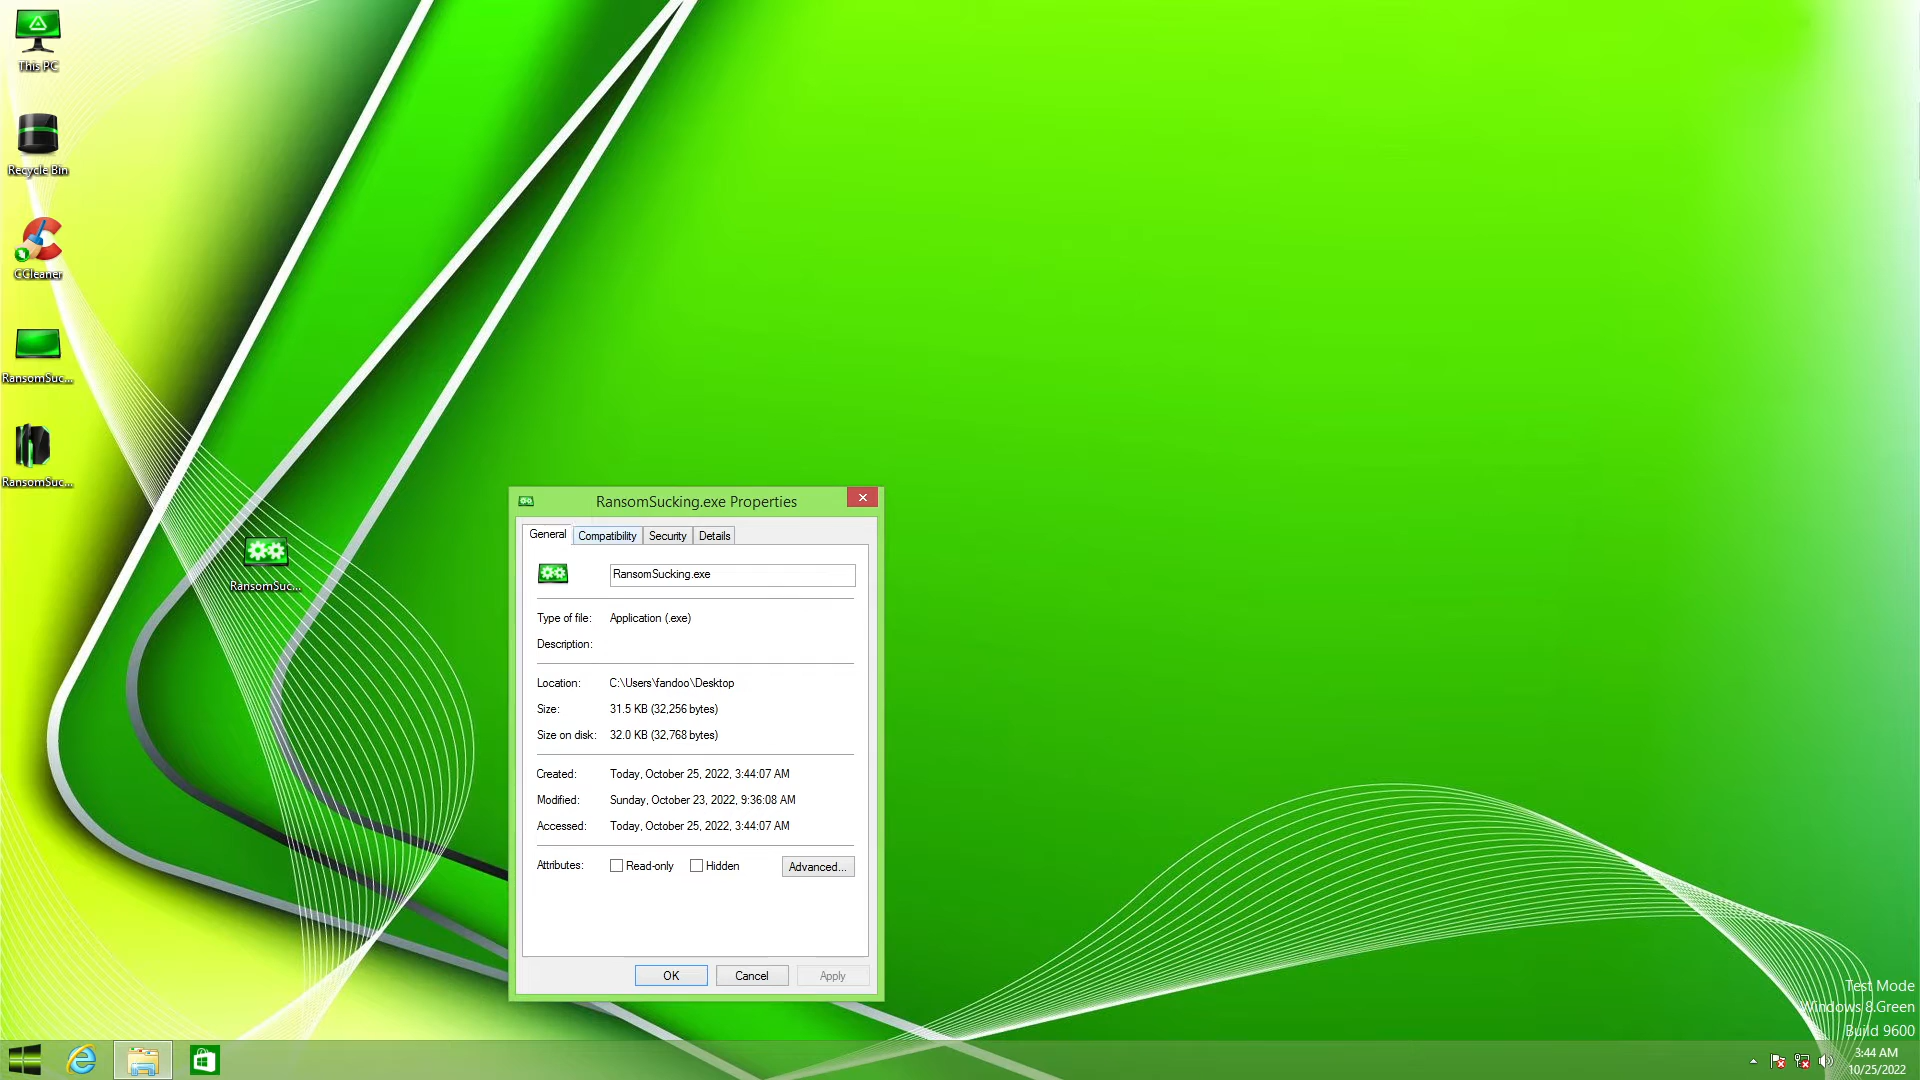 This PC
Recycle Bin
CCleaner
RansomSuc...
RansomSuc...
RansomSuc...
RansomSucking.exe Properties
General Compatibility Security Details
RansomSucking.exe
Type of file: Application (.exe)
Description:
Location: C:\Users\fandoo\Desktop
Size: 31.5 KB (32,256 bytes)
Size on disk: 32.0 KB (32,768 bytes)
Created: Today, October 25, 2022, 3:44:07 AM
Modified: Sunday, October 23, 2022, 9:36:08 AM
Accessed: Today, October 25, 2022, 3:44:07 AM
Attributes: Read-only Hidden Advanced...
OK Cancel Apply
Test Mode
Windows 8.Green
Build 9600
3:44 AM
10/25/2022